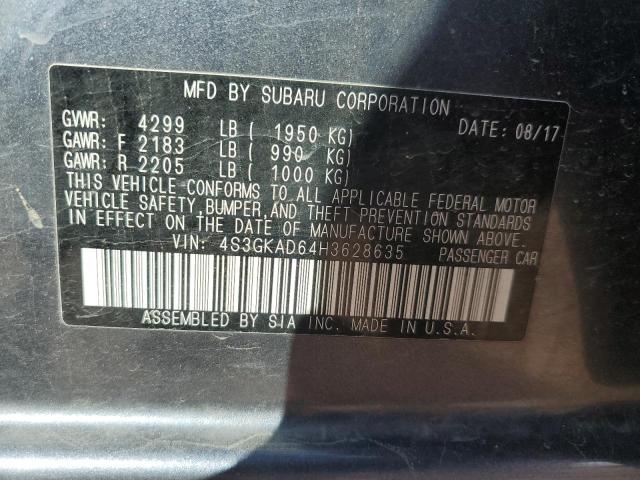 MFD BY SUBARU CORPORATION
GVWR: 4299 LB ( 1950 KG) DATE: 08/17
GAWR: F 2183 LB ( 990 KG)
GAWR: R 2205 LB ( 1000 KG)
THIS VEHICLE CONFORMS TO ALL APPLICABLE FEDERAL MOTOR
VEHICLE SAFETY, BUMPER, AND THEFT PREVENTION STANDARDS
IN EFFECT ON THE DATE OF MANUFACTURE SHOWN ABOVE.
VIN: 4S3GKAD64H3628635 PASSENGER CAR
ASSEMBLED BY SIA INC. MADE IN U.S.A.